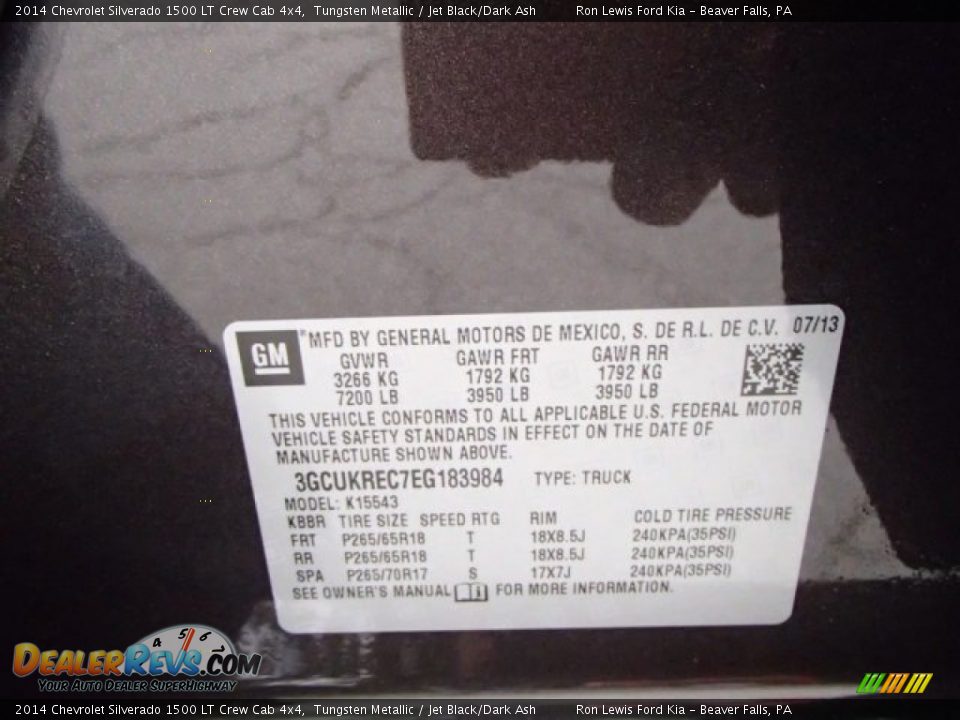 2014 Chevrolet Silverado 1500 LT Crew Cab 4x4, Tungsten Metallic / Jet Black/Dark Ash Ron Lewis Ford Kia - Beaver Falls, PA
GM
*MFD BY GENERAL MOTORS DE MEXICO, S. DE R.L. DE C.V. 07/13
GVWR GAWR FRT GAWR RR
3266 KG 1792 KG 1792 KG
7200 LB 3950 LB 3950 LB
THIS VEHICLE CONFORMS TO ALL APPLICABLE U.S. FEDERAL MOTOR
VEHICLE SAFETY STANDARDS IN EFFECT ON THE DATE OF
MANUFACTURE SHOWN ABOVE.
3GCUKREC7EG183984 TYPE: TRUCK
MODEL: K15543
KBBR TIRE SIZE SPEED RTG RIM COLD TIRE PRESSURE
FRT P265/65R18 T 18X8.5J 240KPA(35PSI)
RR P265/65R18 T 18X8.5J 240KPA(35PSI)
SPA P265/70R17 S 17X7J 240KPA(35PSI)
SEE OWNER'S MANUAL i FOR MORE INFORMATION.
4 5 6
DealerRevs.com
Your Auto Dealer SuperHighway
2014 Chevrolet Silverado 1500 LT Crew Cab 4x4, Tungsten Metallic / Jet Black/Dark Ash Ron Lewis Ford Kia - Beaver Falls, PA